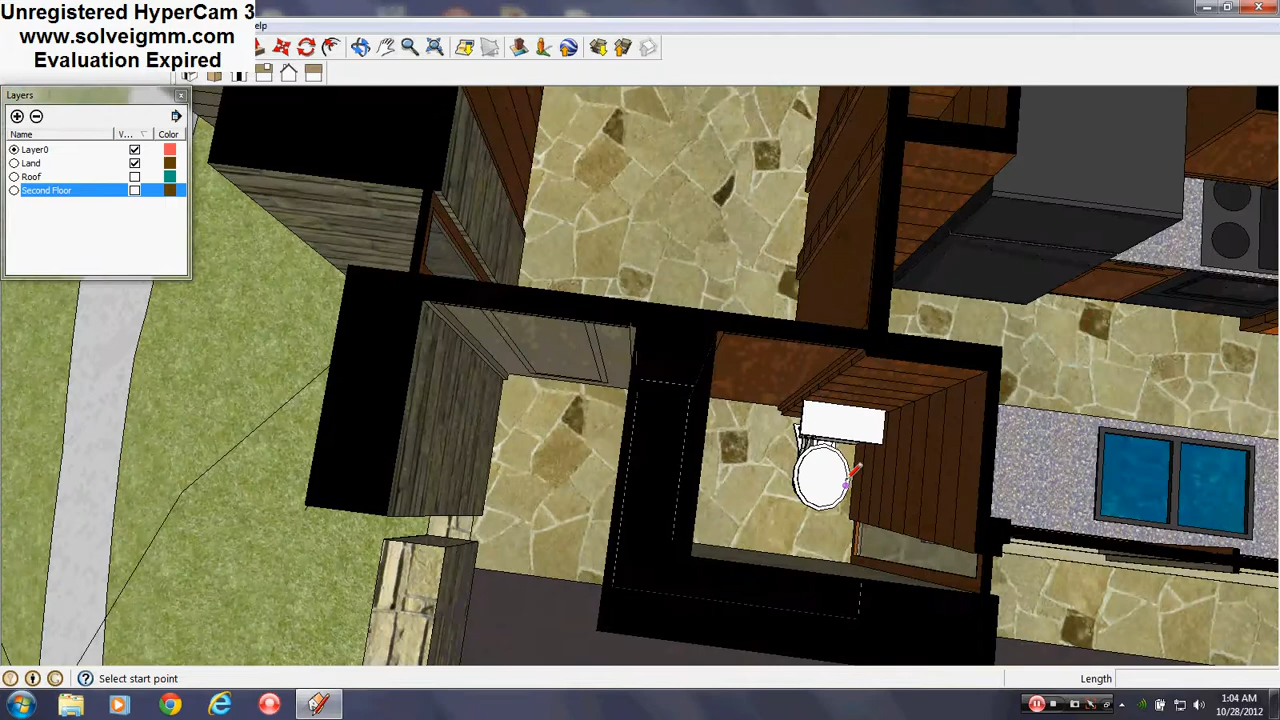 Unregistered HyperCam 3
www.solveigmm.com
Evaluation Expired
elp
Layers
Name V... Color
Layer0
Land
Roof
Second Floor
Select start point
Length
1:04 AM
10/28/2012